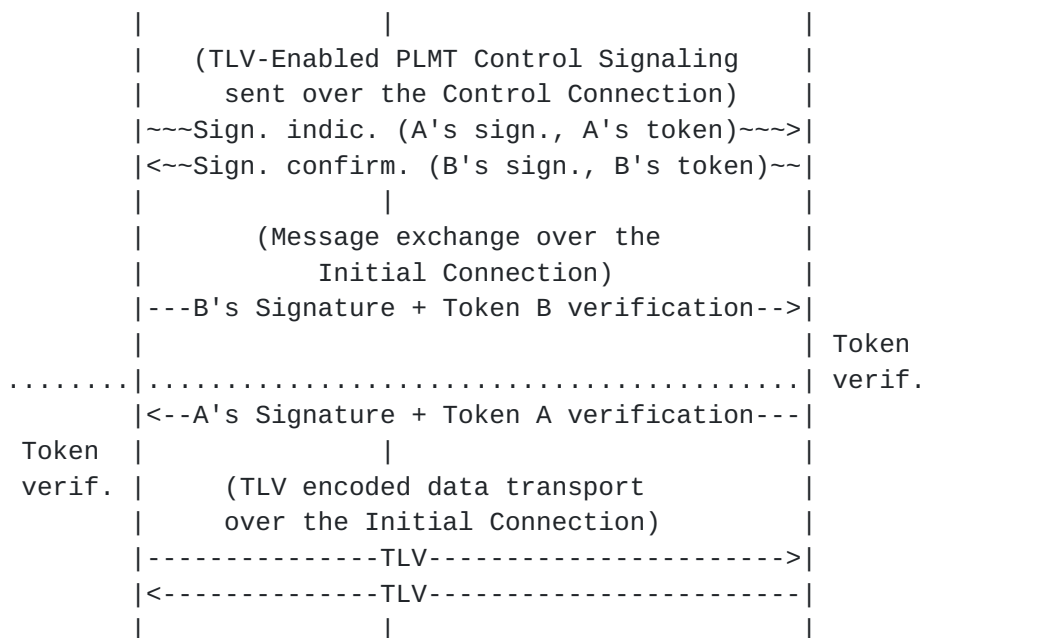 |               |                          |
|   (TLV-Enabled PLMT Control Signaling    |
|     sent over the Control Connection)    |
|~~~Sign. indic. (A's sign., A's token)~~~>|
|<~~Sign. confirm. (B's sign., B's token)~~|
|               |                          |
|       (Message exchange over the         |
|           Initial Connection)            |
|---B's Signature + Token B verification-->|
|                                          | Token
........|..........................................| verif.
|<--A's Signature + Token A verification---|
Token  |               |                          |
verif. |     (TLV encoded data transport          |
|     over the Initial Connection)         |
|---------------TLV----------------------->|
|<--------------TLV------------------------|
|               |                          |